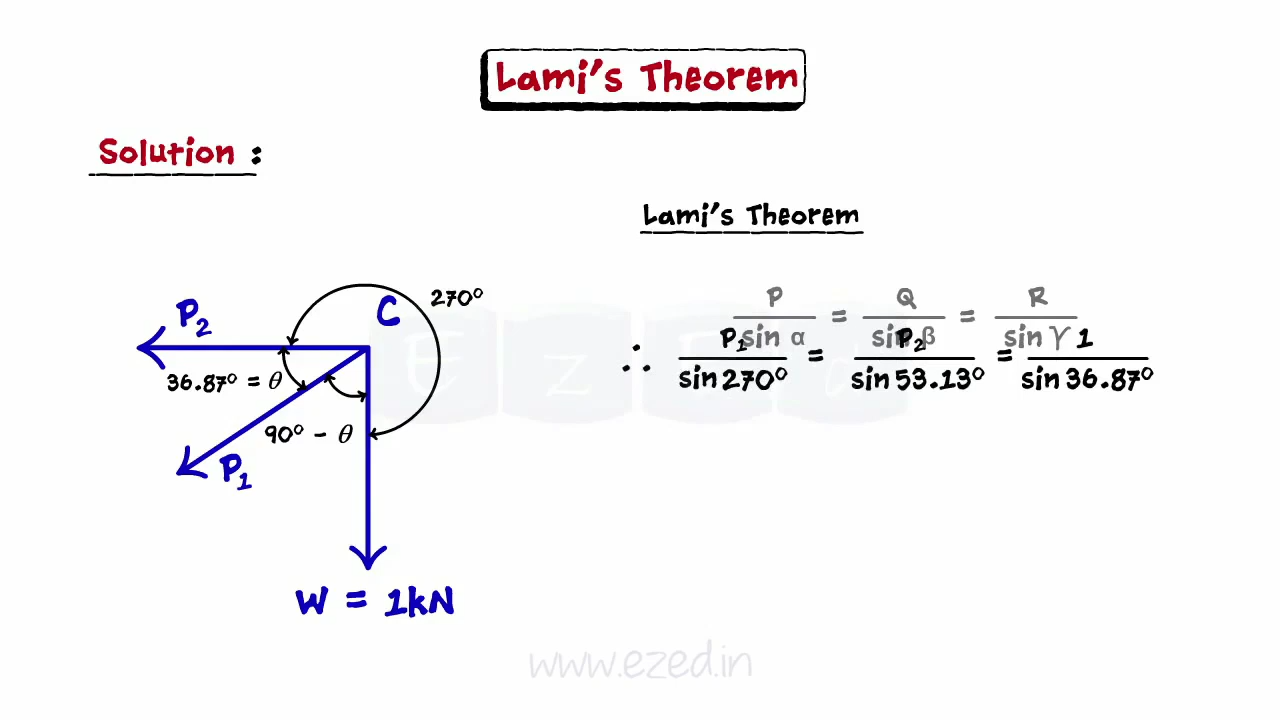 Lami's Theorem
Solution :
Lami's Theorem
P / sin α = Q / sin β = R / sin γ
∴ P₁ / sin 270° = P₂ / sin 53.13° = 1 / sin 36.87°
C
270°
P₂
36.87° = θ
90° - θ
P₁
W = 1kN
EzEd
www.ezed.in